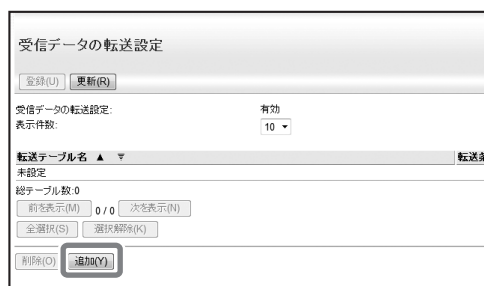 受信データの転送設定
登録(U) 更新(R)
受信データの転送設定: 有効
表示件数: 10
転送テーブル名 ▲ ▼ 転送条
未設定
総テーブル数:0
前を表示(M) 0 / 0 次を表示(N)
全選択(S) 選択解除(K)
削除(O) 追加(Y)